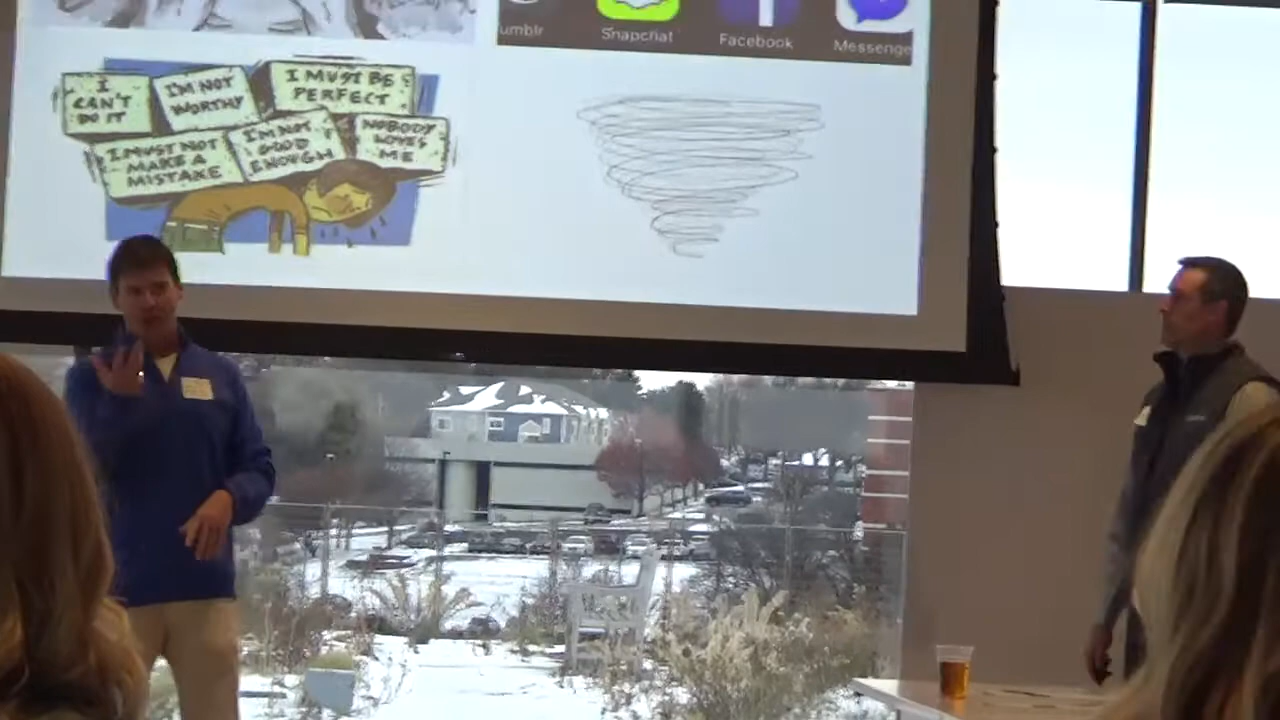 umblr
Snapchat
Facebook
Messenge
I
CAN'T
DO IT
I'M NOT
WORTHY
I MUST BE
PERFECT
I MUST NOT
MAKE A
MISTAKE
I'M NOT
GOOD
ENOUGH
NOBODY
LOVES
ME